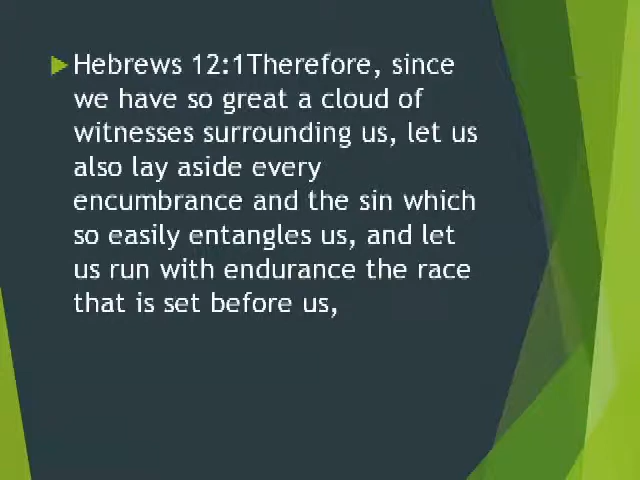 Hebrews 12:1Therefore, since
we have so great a cloud of
witnesses surrounding us, let us
also lay aside every
encumbrance and the sin which
so easily entangles us, and let
us run with endurance the race
that is set before us,